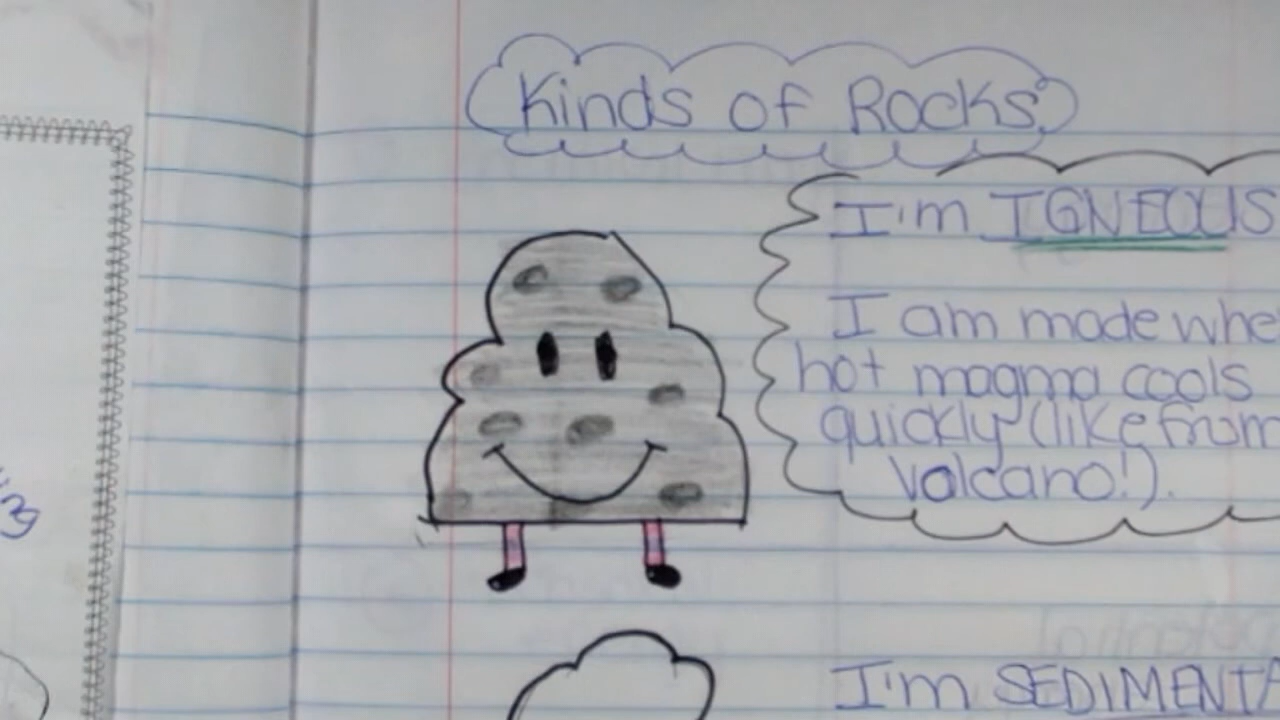 Kinds of Rocks
I'm IGNEOUS
I am made whe
hot magma cools
quickly (like from
volcano!).
I'm SEDIMENTA